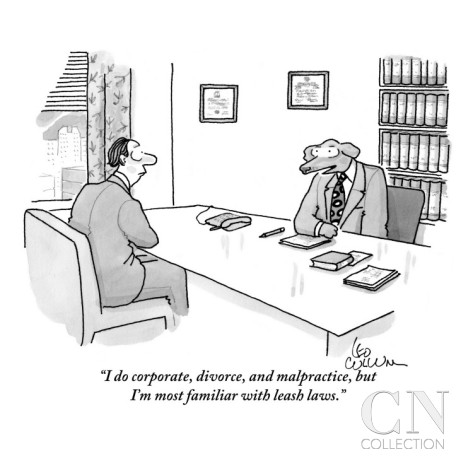 LEO
CULLUM
“I do corporate, divorce, and malpractice, but
I'm most familiar with leash laws.”
CN
COLLECTION